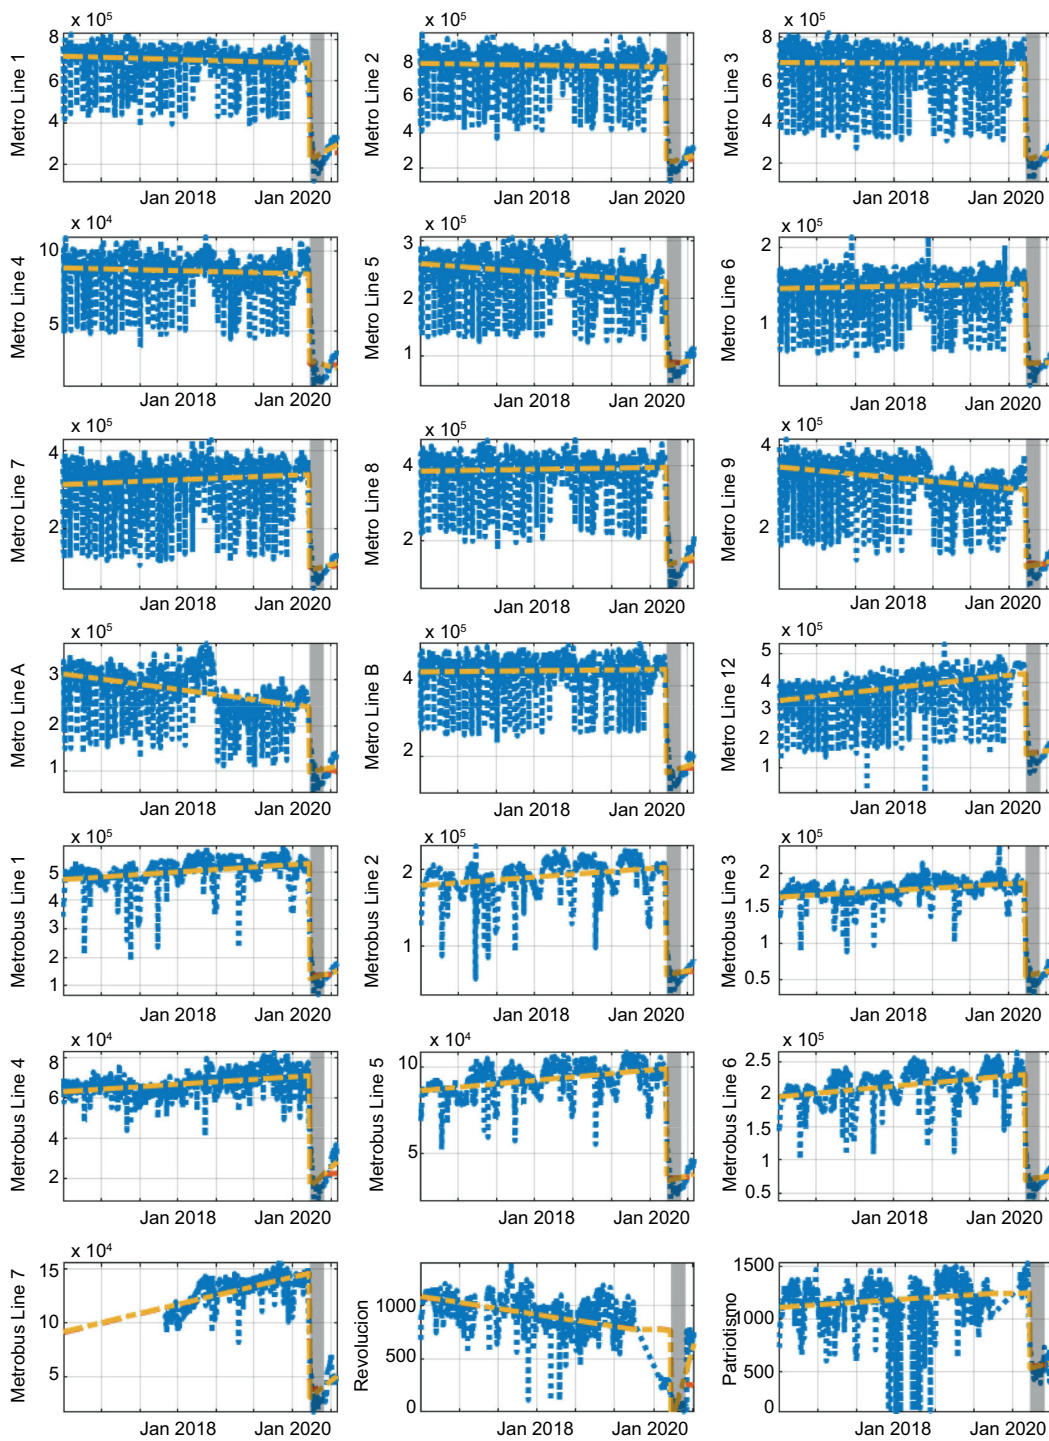 x 10⁵ x 10⁵ x 10⁵
Metro Line 1 8 6 4 2 Jan 2018 Jan 2020
Metro Line 2 8 6 4 2 Jan 2018 Jan 2020
Metro Line 3 8 6 4 2 Jan 2018 Jan 2020
x 10⁴ x 10⁵ x 10⁵
Metro Line 4 10 5 Jan 2018 Jan 2020
Metro Line 5 3 2 1 Jan 2018 Jan 2020
Metro Line 6 2 1 Jan 2018 Jan 2020
x 10⁵ x 10⁵ x 10⁵
Metro Line 7 4 2 Jan 2018 Jan 2020
Metro Line 8 4 2 Jan 2018 Jan 2020
Metro Line 9 4 2 Jan 2018 Jan 2020
x 10⁵ x 10⁵ x 10⁵
Metro Line A 3 2 1 Jan 2018 Jan 2020
Metro Line B 4 2 Jan 2018 Jan 2020
Metro Line 12 5 4 3 2 1 Jan 2018 Jan 2020
x 10⁵ x 10⁵ x 10⁵
Metrobus Line 1 5 4 3 2 1 Jan 2018 Jan 2020
Metrobus Line 2 2 1 Jan 2018 Jan 2020
Metrobus Line 3 2 1.5 1 0.5 Jan 2018 Jan 2020
x 10⁴ x 10⁴ x 10⁵
Metrobus Line 4 8 6 4 2 Jan 2018 Jan 2020
Metrobus Line 5 10 5 Jan 2018 Jan 2020
Metrobus Line 6 2.5 2 1.5 1 0.5 Jan 2018 Jan 2020
x 10⁴
Metrobus Line 7 15 10 5 Jan 2018 Jan 2020
Revolucion 1000 500 0 Jan 2018 Jan 2020
Patriotismo 1500 1000 500 0 Jan 2018 Jan 2020